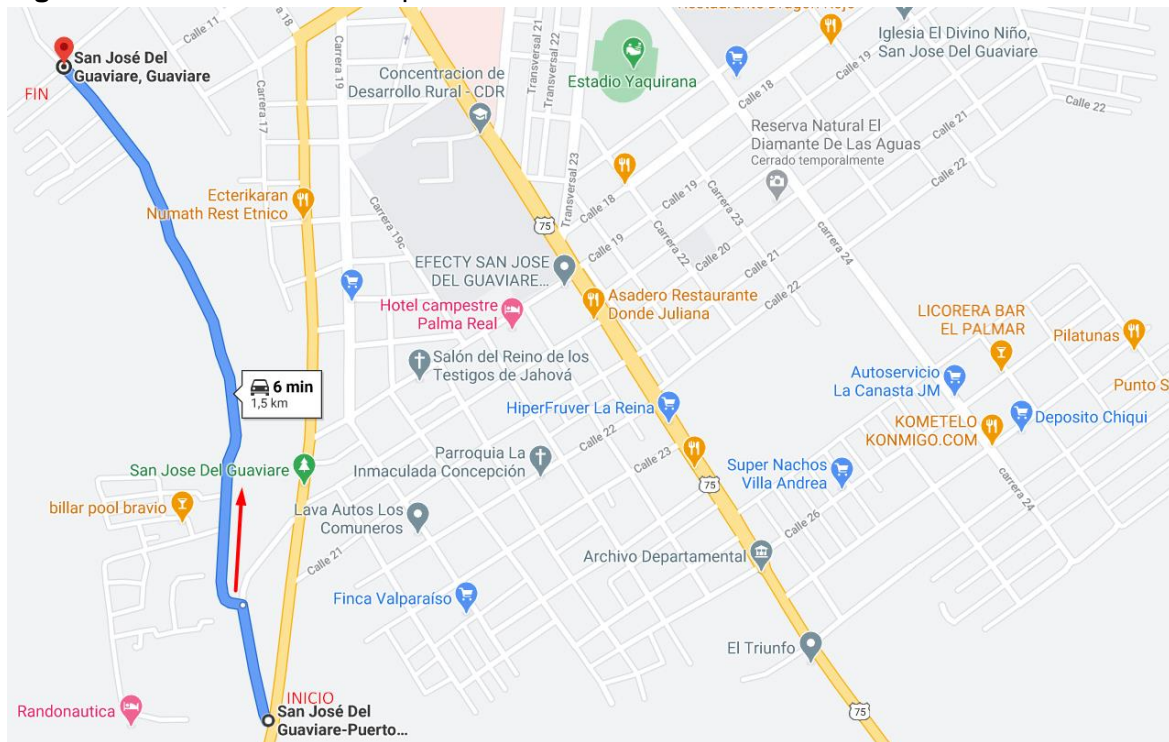 Calle 11
Carrera 18
San José Del
Guaviare, Guaviare
FIN
Carrera 17
Carrera 19
Concentracion de
Desarrollo Rural - CDR
Transversal 21
Transversal 22
Transversal 23
Estadio Yaquirana
Iglesia El Divino Niño,
San Jose Del Guaviare
Calle 19
Calle 18
Calle 22
Reserva Natural El
Diamante De Las Aguas
Cerrado temporalmente
Calle 21
Calle 22
Ecterikaran
Numath Rest Etnico
Carrera 19c
75
Calle 18
Calle 19
Carrera 23
Carrera 22
Calle 19
Calle 20
Calle 21
Calle 22
carrera 24
EFECTY SAN JOSE
DEL GUAVIARE...
Hotel campestre
Palma Real
Asadero Restaurante
Donde Juliana
LICORERA BAR
EL PALMAR
Pilatunas
Salón del Reino de los
Testigos de Jahová
6 min
1,5 km
Autoservicio
La Canasta JM
Punto S
HiperFruver La Reina
KOMETELO
KONMIGO.COM
Deposito Chiqui
Calle 22
Parroquia La
Inmaculada Concepción
Calle 23
San Jose Del Guaviare
75
Super Nachos
Villa Andrea
carrera 24
billar pool bravio
Lava Autos Los
Comuneros
Calle 26
Calle 21
Archivo Departamental
Finca Valparaíso
El Triunfo
INICIO
San José Del
Guaviare-Puerto...
Randonautica
75